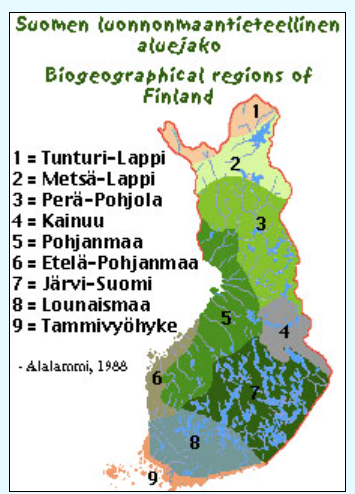 Suomen luonnonmaantieteellinen
aluejako
Biogeographical regions of
Finland
1 = Tunturi-Lappi
2 = Metsä-Lappi
3 = Perä-Pohjola
4 = Kainuu
5 = Pohjanmaa
6 = Etelä-Pohjanmaa
7 = Järvi-Suomi
8 = Lounaismaa
9 = Tammivyöhyke
- Alalammi, 1988
1
2
3
4
5
6
7
8
9